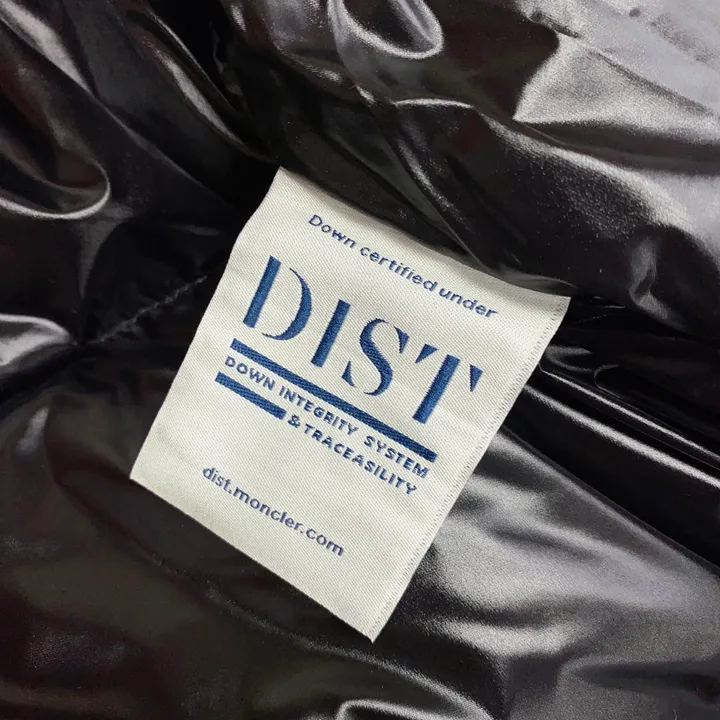 Down certified under
DIST
DOWN INTEGRITY SYSTEM
& TRACEASILITY
dist.moncler.com